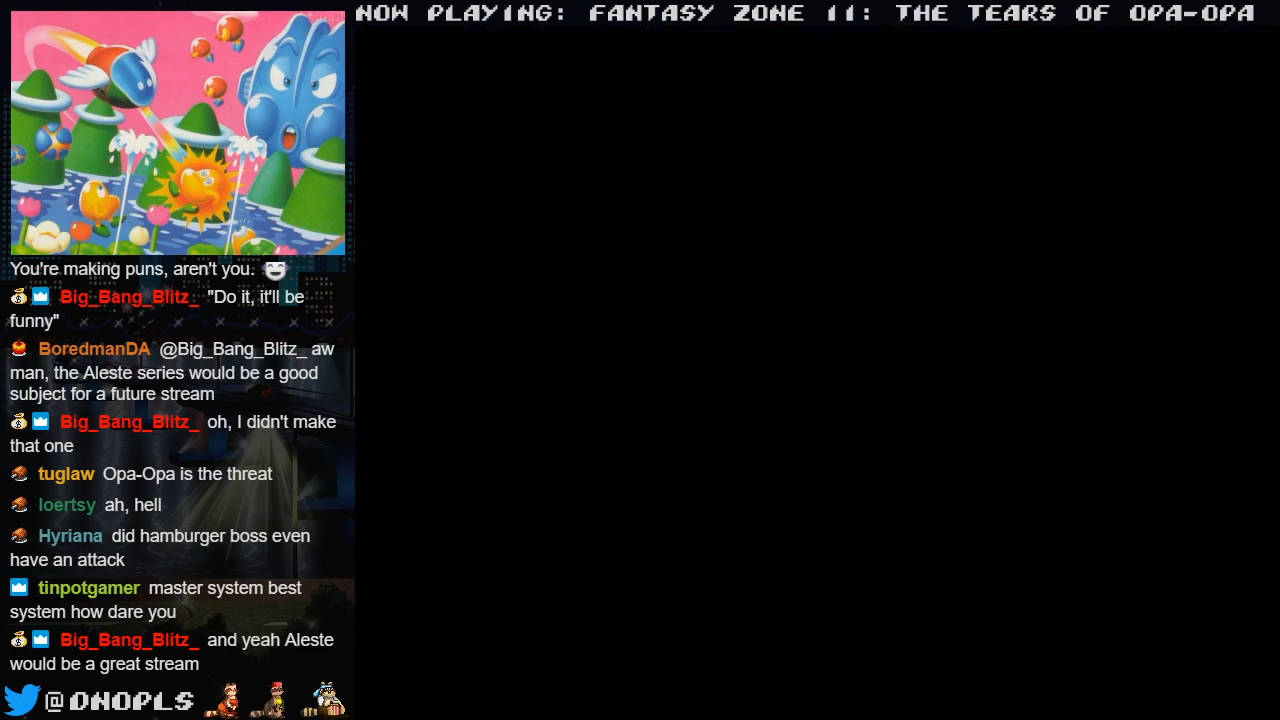 NOW PLAYING: FANTASY ZONE II: THE TEARS OF OPA-OPA
You're making puns, aren't you.
Big_Bang_Blitz_ "Do it, it'll be
funny"
BoredmanDA @Big_Bang_Blitz_ aw
man, the Aleste series would be a good
subject for a future stream
Big_Bang_Blitz_ oh, I didn't make
that one
tuglaw Opa-Opa is the threat
loertsy ah, hell
Hyriana did hamburger boss even
have an attack
tinpotgamer master system best
system how dare you
Big_Bang_Blitz_ and yeah Aleste
would be a great stream
@ONOPLS